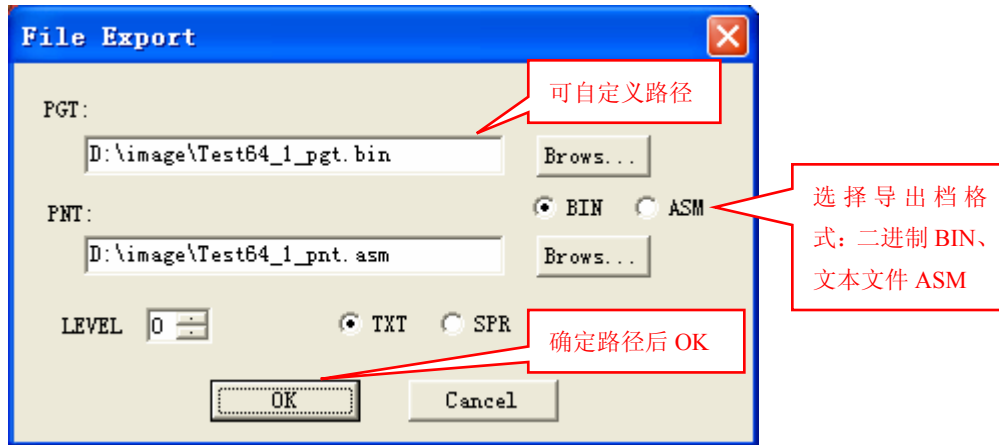 File Export
可自定义路径
PGT:
D:\image\Test64_1_pgt.bin
Brows...
BIN
ASM
选择导出档格
式：二进制 BIN、
文本文件 ASM
PNT:
D:\image\Test64_1_pnt.asm
Brows...
LEVEL 0
TXT
SPR
确定路径后 OK
OK
Cancel